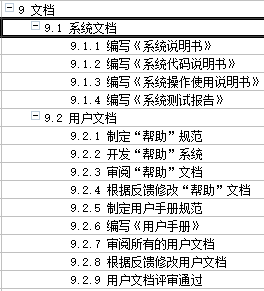 9 文档
9.1 系统文档
9.1.1 编写《系统说明书》
9.1.2 编写《系统代码说明书》
9.1.3 编写《系统操作使用说明书》
9.1.4 编写《系统测试报告》
9.2 用户文档
9.2.1 制定“帮助”规范
9.2.2 开发“帮助”系统
9.2.3 审阅“帮助”文档
9.2.4 根据反馈修改“帮助”文档
9.2.5 制定用户手册规范
9.2.6 编写《用户手册》
9.2.7 审阅所有的用户文档
9.2.8 根据反馈修改用户文档
9.2.9 用户文档评审通过